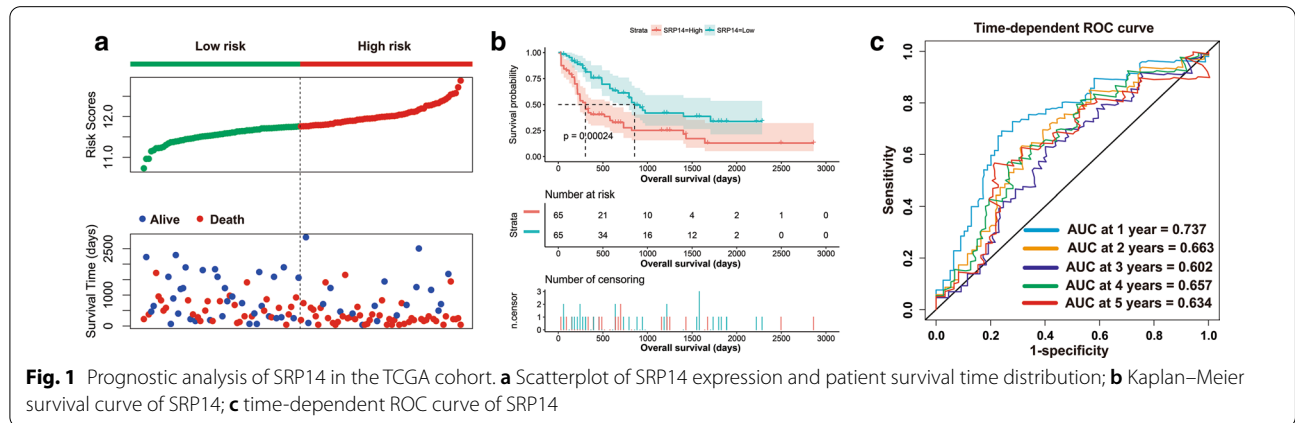 a
Low risk
High risk
Risk Scores
12.0
11.0
Alive
Death
Survival Time (days)
2500
1000
0
b
Strata
SRP14=High
SRP14=Low
Survival probability
1.00
0.75
0.50
0.25
0.00
p = 0.00024
0
500
1000
1500
2000
2500
3000
Overall survival (days)
Number at risk
Strata
65 21 10 4 2 1 0
65 34 16 12 2 0 0
0 500 1000 1500 2000 2500 3000
Overall survival (days)
Number of censoring
n.censor
3
2
1
0
0 500 1000 1500 2000 2500 3000
Overall survival (days)
c
Time-dependent ROC curve
Sensitivity
1.0
0.8
0.6
0.4
0.2
0.0
AUC at 1 year = 0.737
AUC at 2 years = 0.663
AUC at 3 years = 0.602
AUC at 4 years = 0.657
AUC at 5 years = 0.634
0.0 0.2 0.4 0.6 0.8 1.0
1-specificity
Fig. 1 Prognostic analysis of SRP14 in the TCGA cohort. a Scatterplot of SRP14 expression and patient survival time distribution; b Kaplan–Meier
survival curve of SRP14; c time-dependent ROC curve of SRP14